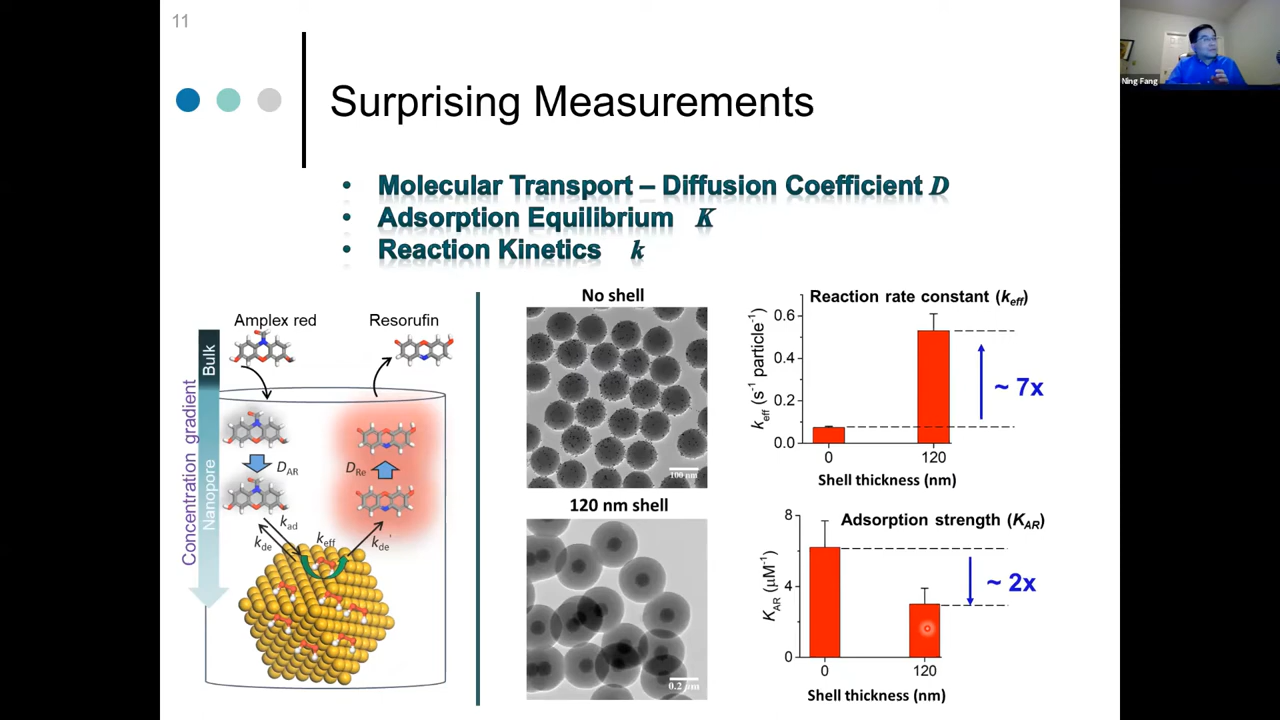 11
Ning Fang
Surprising Measurements
• Molecular Transport – Diffusion Coefficient D
• Adsorption Equilibrium K
• Reaction Kinetics k
Amplex red
Resorufin
Bulk
Nanopore
Concentration gradient
D_AR
D_Re
k_ad
k_de
k_eff
k_de'
No shell
100 nm
120 nm shell
0.2 µm
Reaction rate constant (k_eff)
k_eff (s⁻¹ particle⁻¹)
0.6
0.4
0.2
0.0
~ 7x
0 120
Shell thickness (nm)
Adsorption strength (K_AR)
K_AR (µM⁻¹)
8
4
0
~ 2x
0 120
Shell thickness (nm)